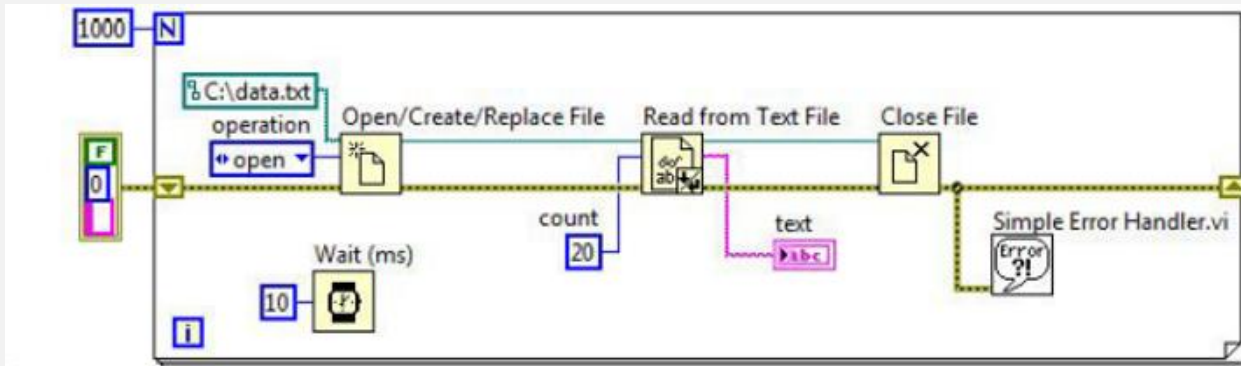 1000 N
C:\data.txt
operation
open
Open/Create/Replace File
Read from Text File
Close File
F
0
count
20
text
abc
Simple Error Handler.vi
Error
?!
Wait (ms)
10
i